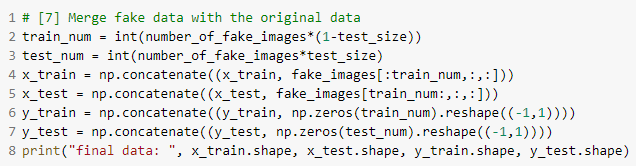 1 # [7] Merge fake data with the original data
2 train_num = int(number_of_fake_images*(1-test_size))
3 test_num = int(number_of_fake_images*test_size)
4 x_train = np.concatenate((x_train, fake_images[:train_num,:,:]))
5 x_test = np.concatenate((x_test, fake_images[train_num:,:,:]))
6 y_train = np.concatenate((y_train, np.zeros(train_num).reshape((-1,1))))
7 y_test = np.concatenate((y_test, np.zeros(test_num).reshape((-1,1))))
8 print("final data: ", x_train.shape, x_test.shape, y_train.shape, y_test.shape)